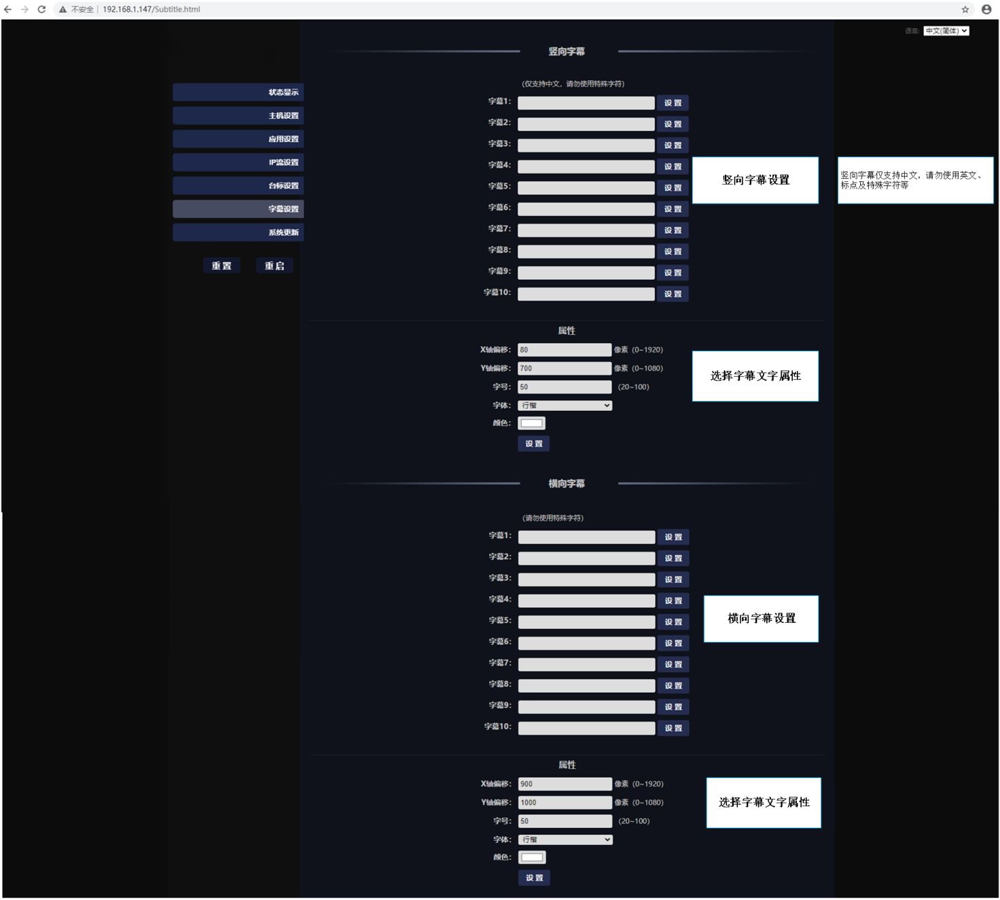 不安全 | 192.168.1.147/Subtitle.html
语言: 中文(简体)
竖向字幕
(仅支持中文，请勿使用特殊字符)
状态显示
主机设置
应用设置
IP流设置
台标设置
字幕设置
系统更新
重置 重启
字幕1: 设置
字幕2: 设置
字幕3: 设置
字幕4: 设置
字幕5: 设置
字幕6: 设置
字幕7: 设置
字幕8: 设置
字幕9: 设置
字幕10: 设置
竖向字幕设置
竖向字幕仅支持中文，请勿使用英文、
标点及特殊字符等
属性
X轴偏移: 80 像素 (0~1920)
Y轴偏移: 700 像素 (0~1080)
字号: 50 (20~100)
字体: 行楷
颜色:
设置
选择字幕文字属性
横向字幕
(请勿使用特殊字符)
字幕1: 设置
字幕2: 设置
字幕3: 设置
字幕4: 设置
字幕5: 设置
字幕6: 设置
字幕7: 设置
字幕8: 设置
字幕9: 设置
字幕10: 设置
横向字幕设置
属性
X轴偏移: 900 像素 (0~1920)
Y轴偏移: 1000 像素 (0~1080)
字号: 50 (20~100)
字体: 行楷
颜色:
设置
选择字幕文字属性